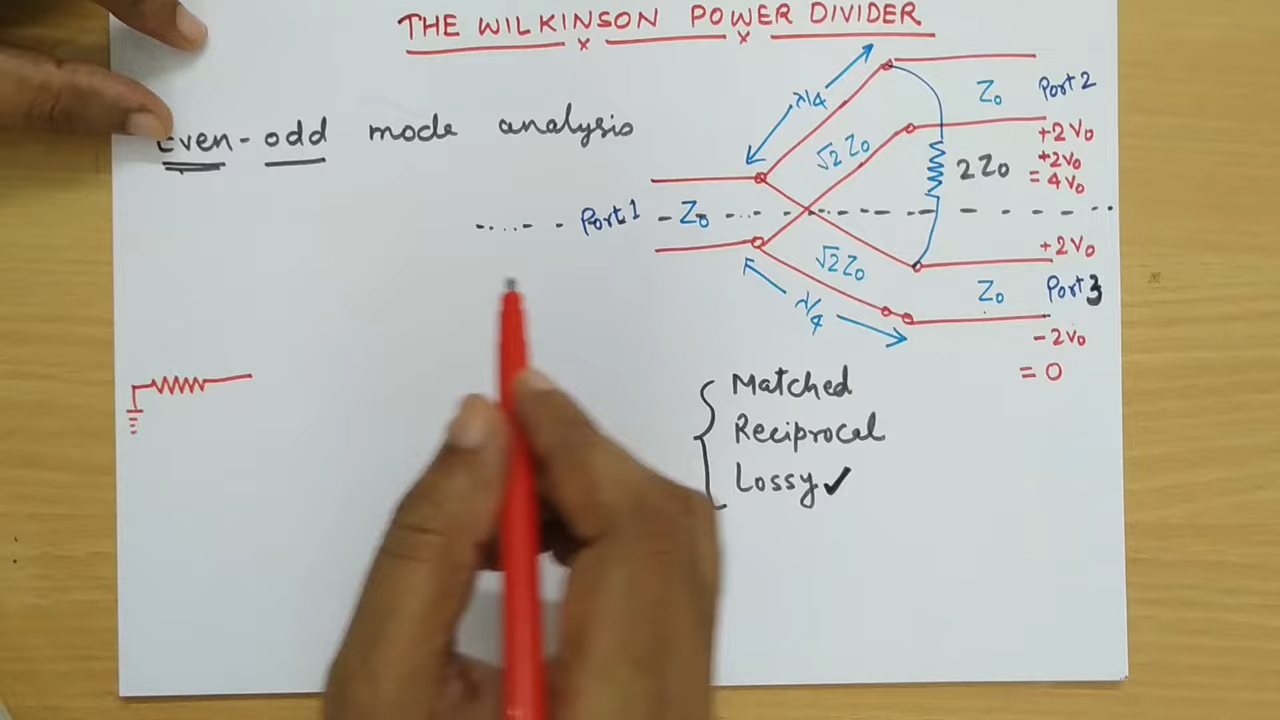 THE WILKINSON POWER DIVIDER
Even-odd mode analysis
λ/4
√2 Z0
Z0
Port 2
+2V0
+2V0
= 4V0
2Z0
Port 1
Z0
√2 Z0
λ/4
+2V0
Z0
Port 3
-2V0
= 0
Matched
Reciprocal
Lossy✓